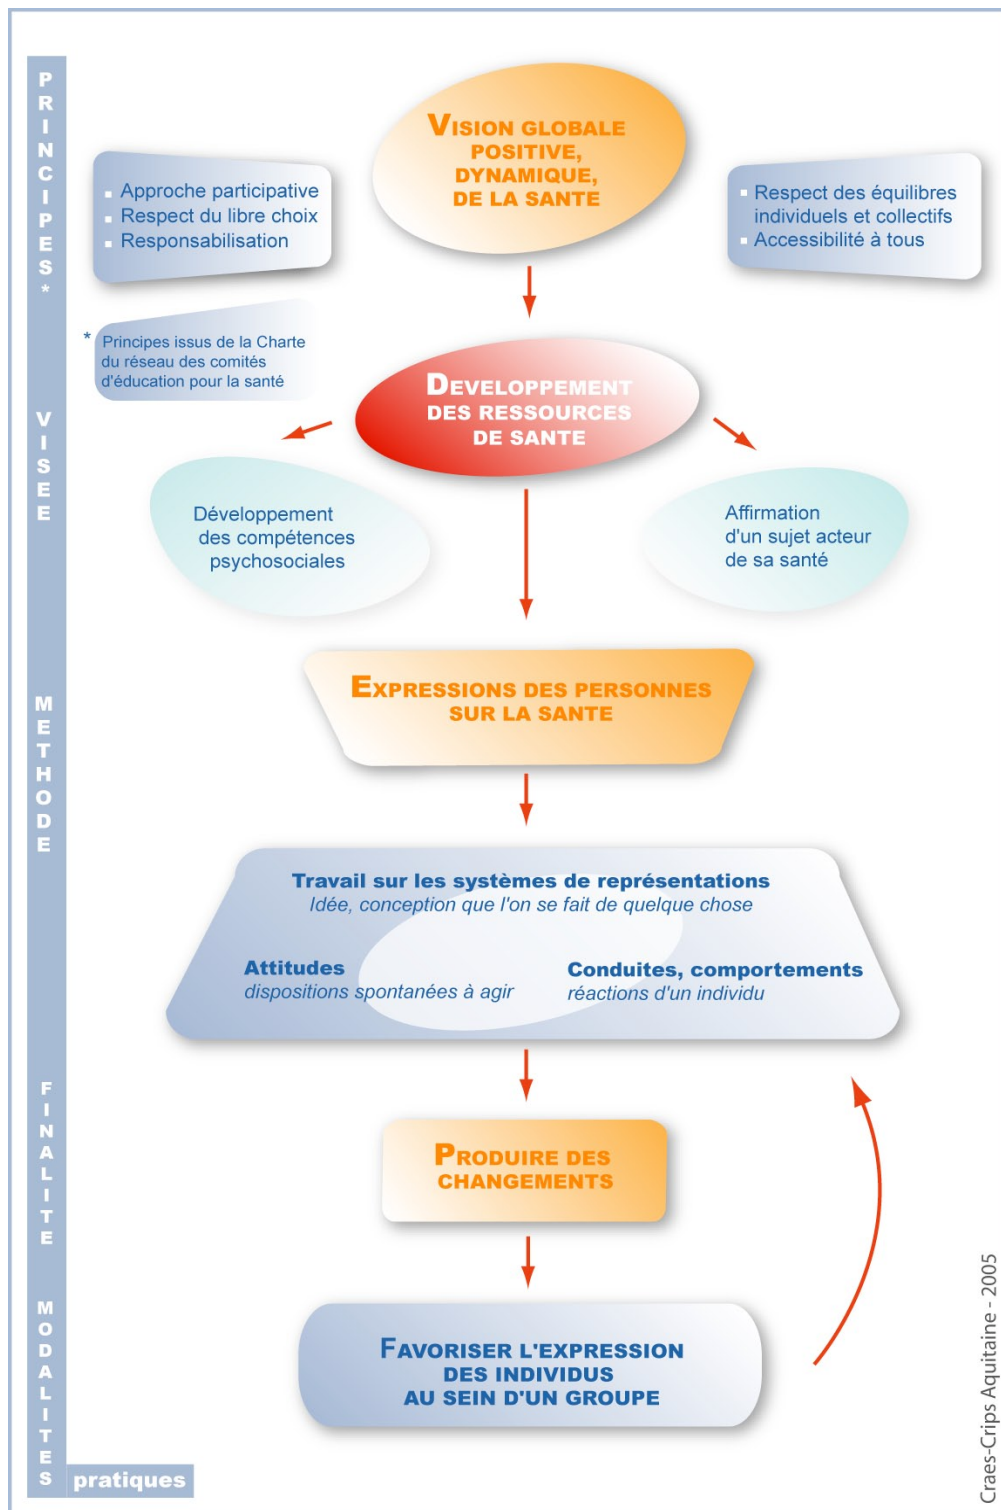 PRINCIPES*
VISION GLOBALE
POSITIVE,
DYNAMIQUE,
DE LA SANTE
Approche participative
Respect du libre choix
Responsabilisation
Respect des équilibres
individuels et collectifs
Accessibilité à tous
* Principes issus de la Charte
du réseau des comités
d'éducation pour la santé
VISEE
DEVELOPPEMENT
DES RESSOURCES
DE SANTE
Développement
des compétences
psychosociales
Affirmation
d'un sujet acteur
de sa santé
METHODE
EXPRESSIONS DES PERSONNES
SUR LA SANTE
Travail sur les systèmes de représentations
Idée, conception que l'on se fait de quelque chose
Attitudes
dispositions spontanées à agir
Conduites, comportements
réactions d'un individu
FINALITE
PRODUIRE DES
CHANGEMENTS
MODALITES
pratiques
FAVORISER L'EXPRESSION
DES INDIVIDUS
AU SEIN D'UN GROUPE
Craes-Crips Aquitaine - 2005